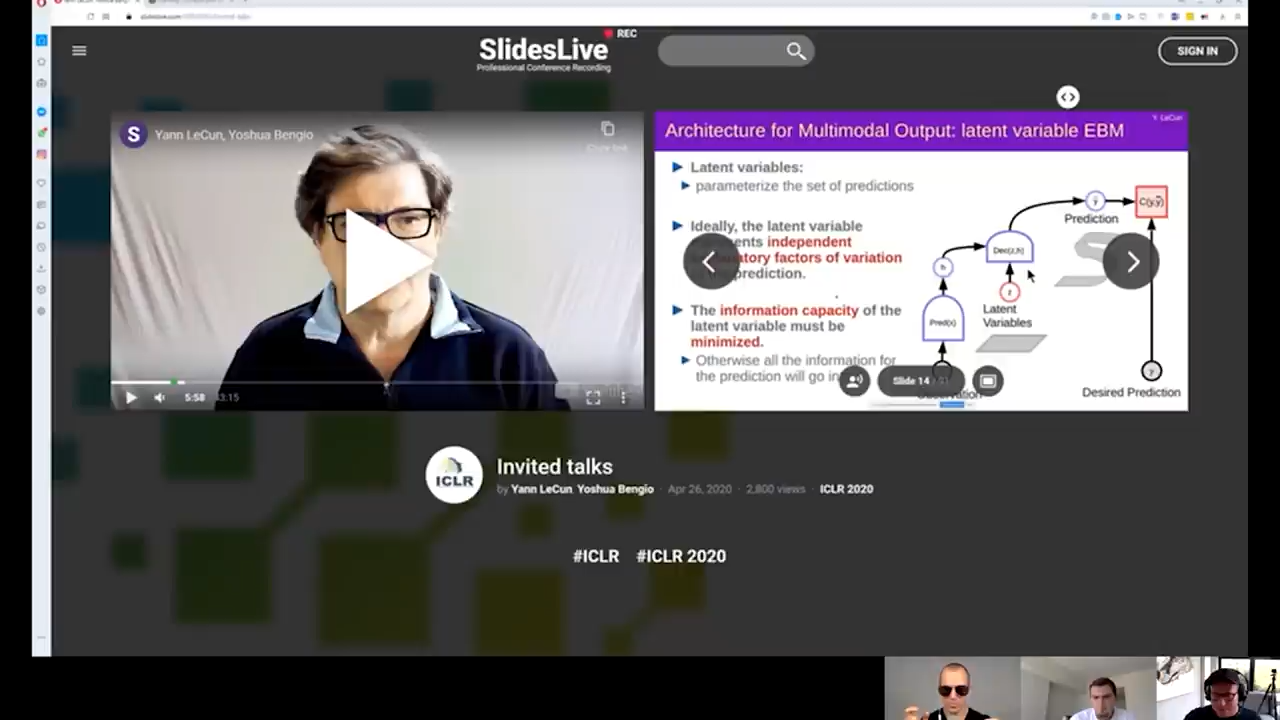 REC
SlidesLive
Professional Conference Recording
SIGN IN
S
Yann LeCun, Yoshua Bengio
5:58
Y. LeCun
Architecture for Multimodal Output: latent variable EBM
Latent variables:
parameterize the set of predictions
Ideally, the latent variable
independent
factors of variation
prediction.
The information capacity of the
latent variable must be
minimized.
Otherwise all the information for
the prediction will go
ȳ
C(y,ȳ)
Prediction
Dec(z,h)
h
z
Latent
Variables
Pred(x)
y
Desired Prediction
Slide 14
ICLR
Invited talks
by Yann LeCun Yoshua Bengio · Apr 26, 2020 · 2,800 views · ICLR 2020
#ICLR #ICLR 2020